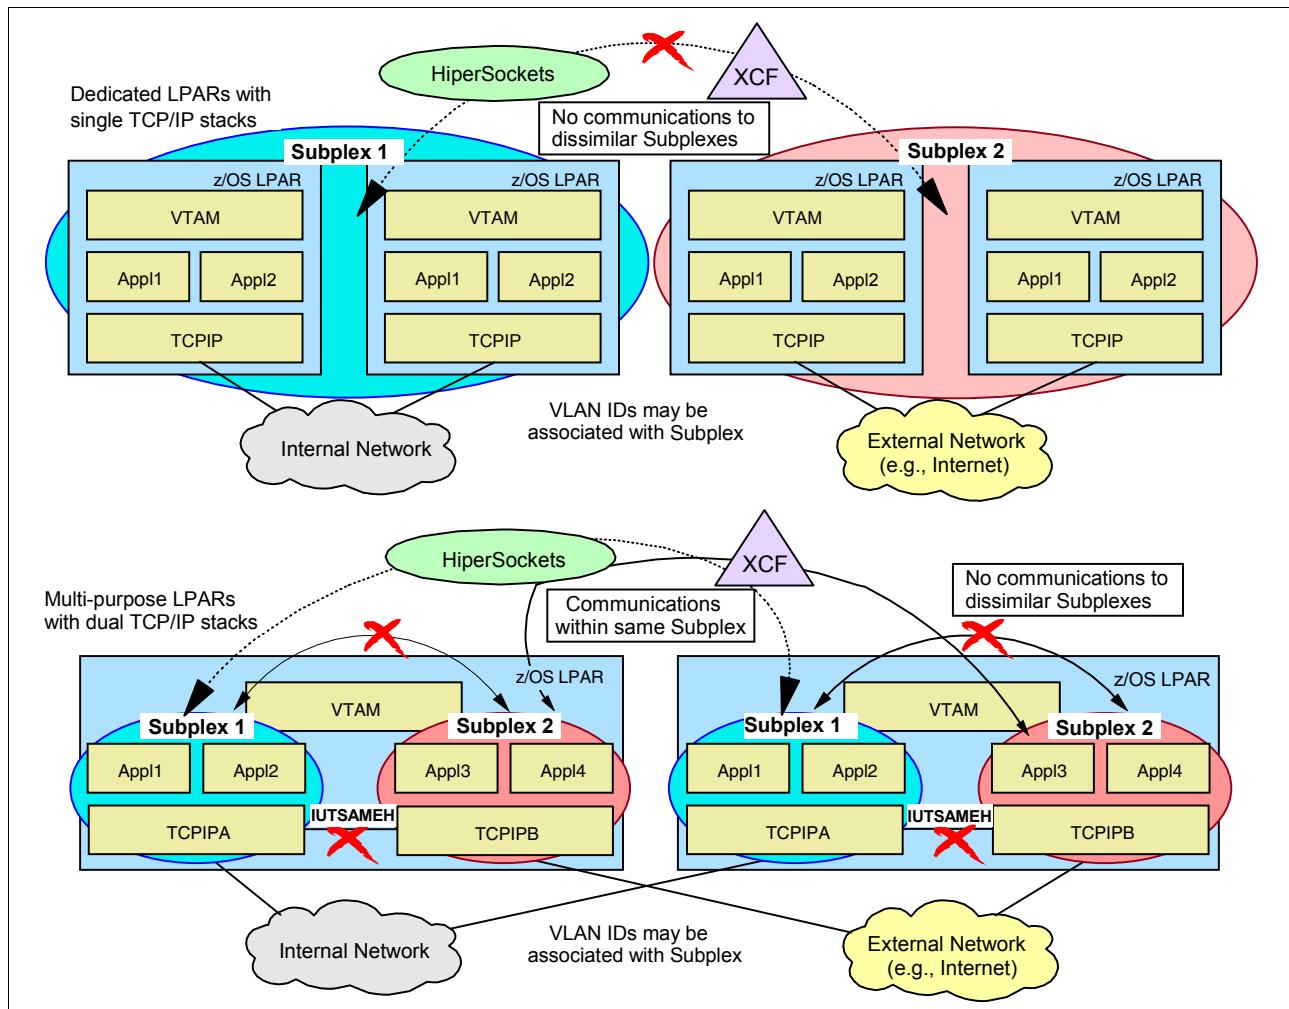 HiperSockets
XCF
Dedicated LPARs with
single TCP/IP stacks
No communications to
dissimilar Subplexes
Subplex 1
Subplex 2
z/OS LPAR
z/OS LPAR
z/OS LPAR
z/OS LPAR
VTAM
VTAM
VTAM
VTAM
Appl1
Appl2
Appl1
Appl2
Appl1
Appl2
Appl1
Appl2
TCPIP
TCPIP
TCPIP
TCPIP
Internal Network
VLAN IDs may be
associated with Subplex
External Network
(e.g., Internet)
HiperSockets
XCF
No communications to
dissimilar Subplexes
Multi-purpose LPARs
with dual TCP/IP stacks
Communications
within same Subplex
z/OS LPAR
z/OS LPAR
VTAM
VTAM
Subplex 1
Subplex 2
Subplex 1
Subplex 2
Appl1
Appl2
Appl3
Appl4
Appl1
Appl2
Appl3
Appl4
IUTSAMEH
IUTSAMEH
TCPIPA
TCPIPB
TCPIPA
TCPIPB
Internal Network
VLAN IDs may be
associated with Subplex
External Network
(e.g., Internet)